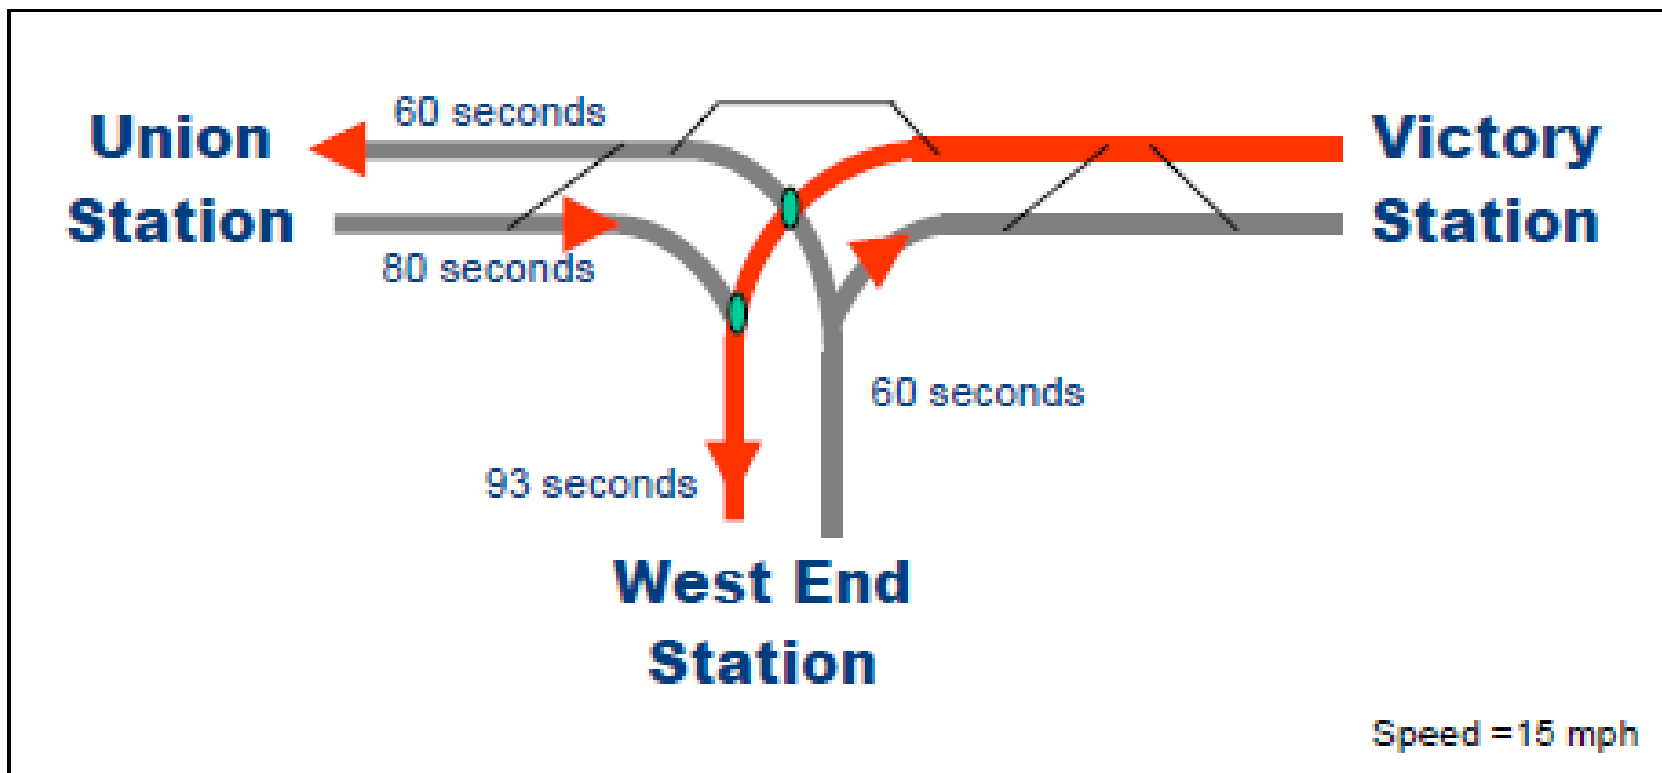 60 seconds
Union
Station
80 seconds
Victory
Station
60 seconds
93 seconds
West End
Station
Speed =15 mph